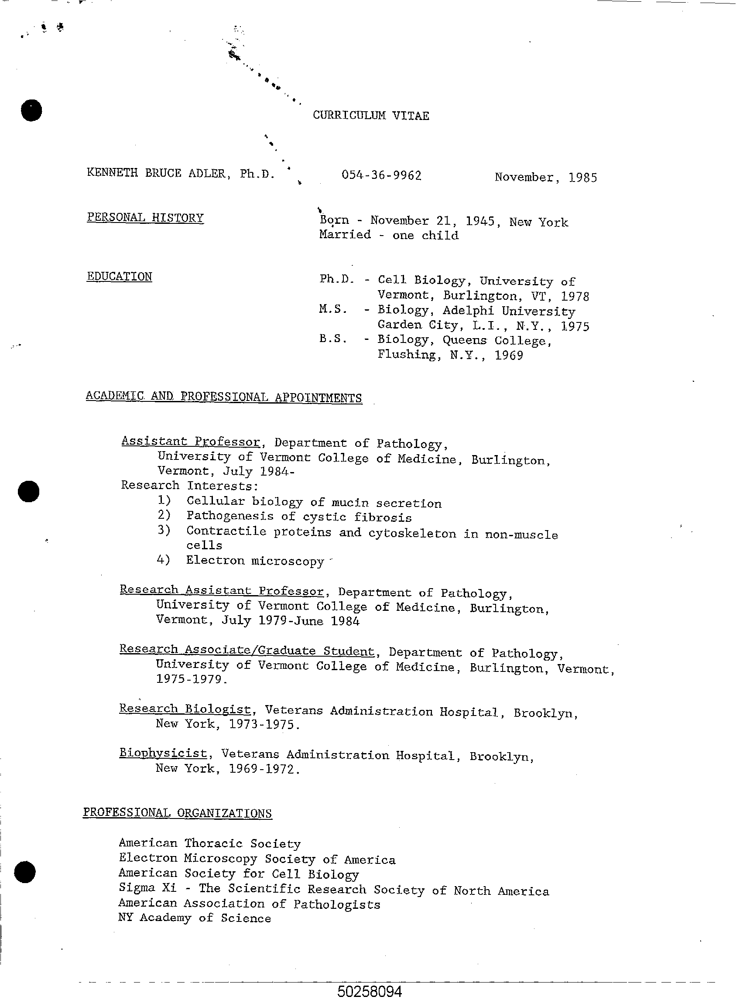 CURRICULUM VITAE
KENNETH BRUCE ADLER, Ph.D. 054-36-9962 November, 1985
PERSONAL HISTORY Born - November 21, 1945, New York
Married - one child
EDUCATION Ph.D. - Cell Biology, University of
Vermont, Burlington, VT, 1978
M.S. - Biology, Adelphi University
Garden City, L.I., N.Y., 1975
B.S. - Biology, Queens College,
Flushing, N.Y., 1969
ACADEMIC AND PROFESSIONAL APPOINTMENTS
Assistant Professor, Department of Pathology,
University of Vermont College of Medicine, Burlington,
Vermont, July 1984-
Research Interests:
1) Cellular biology of mucin secretion
2) Pathogenesis of cystic fibrosis
3) Contractile proteins and cytoskeleton in non-muscle
cells
4) Electron microscopy
Research Assistant Professor, Department of Pathology,
University of Vermont College of Medicine, Burlington,
Vermont, July 1979-June 1984
Research Associate/Graduate Student, Department of Pathology,
University of Vermont College of Medicine, Burlington, Vermont,
1975-1979.
Research Biologist, Veterans Administration Hospital, Brooklyn,
New York, 1973-1975.
Biophysicist, Veterans Administration Hospital, Brooklyn,
New York, 1969-1972.
PROFESSIONAL ORGANIZATIONS
American Thoracic Society
Electron Microscopy Society of America
American Society for Cell Biology
Sigma Xi - The Scientific Research Society of North America
American Association of Pathologists
NY Academy of Science
50258094